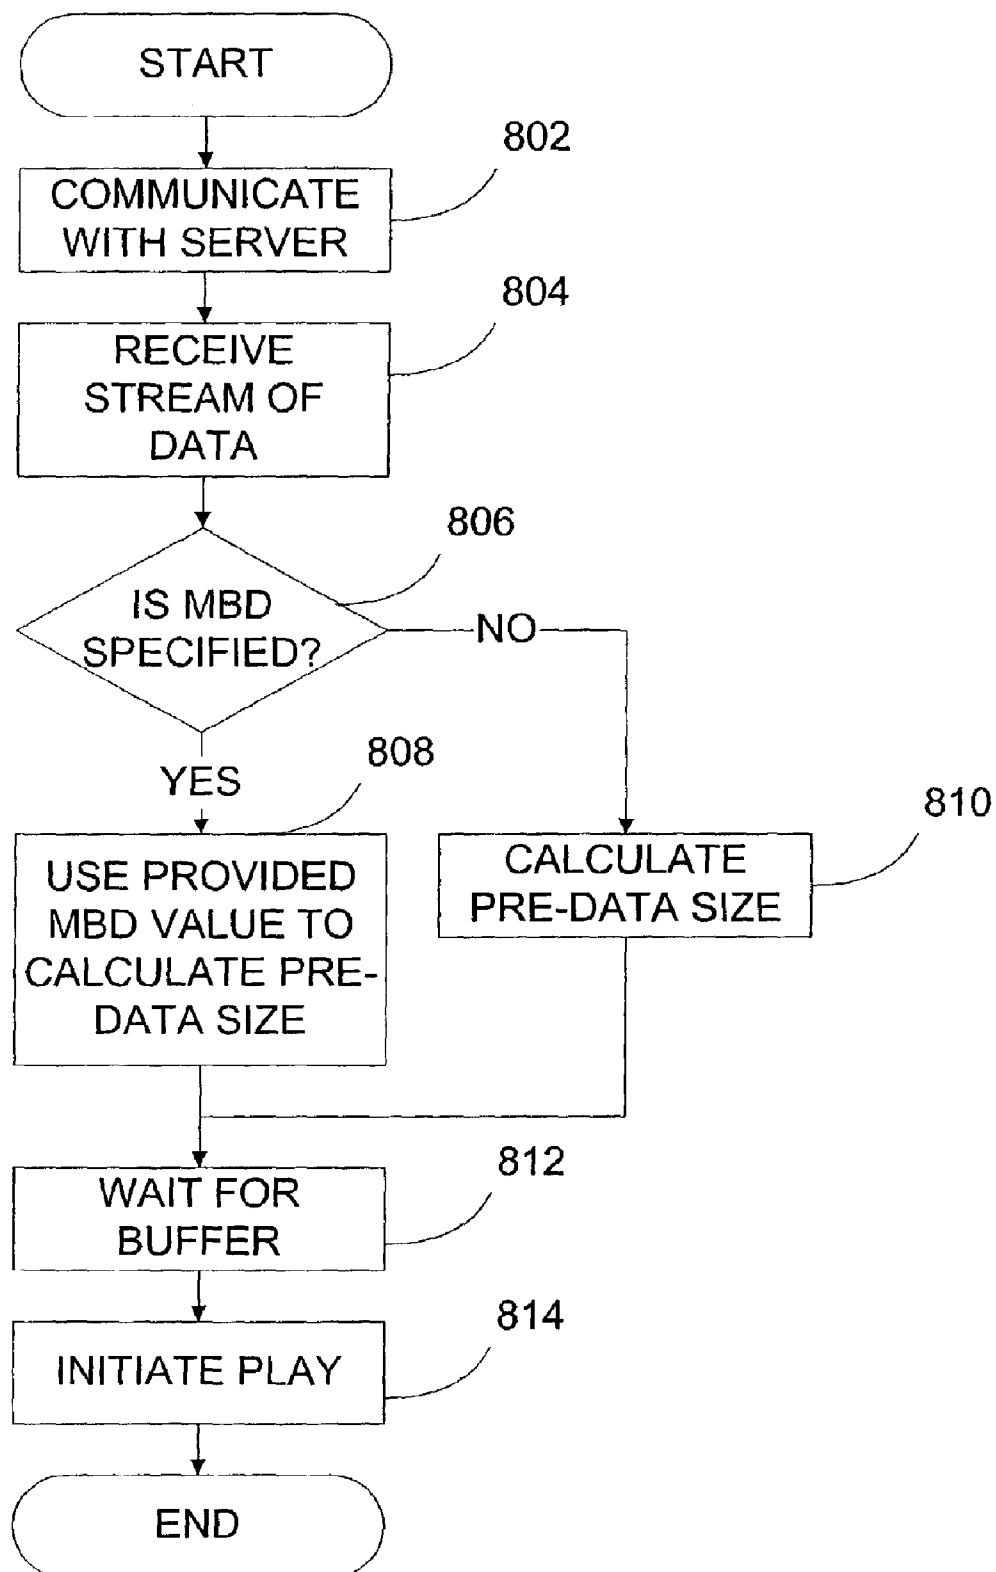 START
802
COMMUNICATE
WITH SERVER
804
RECEIVE
STREAM OF
DATA
806
IS MBD
SPECIFIED?
NO
YES
808
810
USE PROVIDED
MBD VALUE TO
CALCULATE PRE-
DATA SIZE
CALCULATE
PRE-DATA SIZE
812
WAIT FOR
BUFFER
814
INITIATE PLAY
END